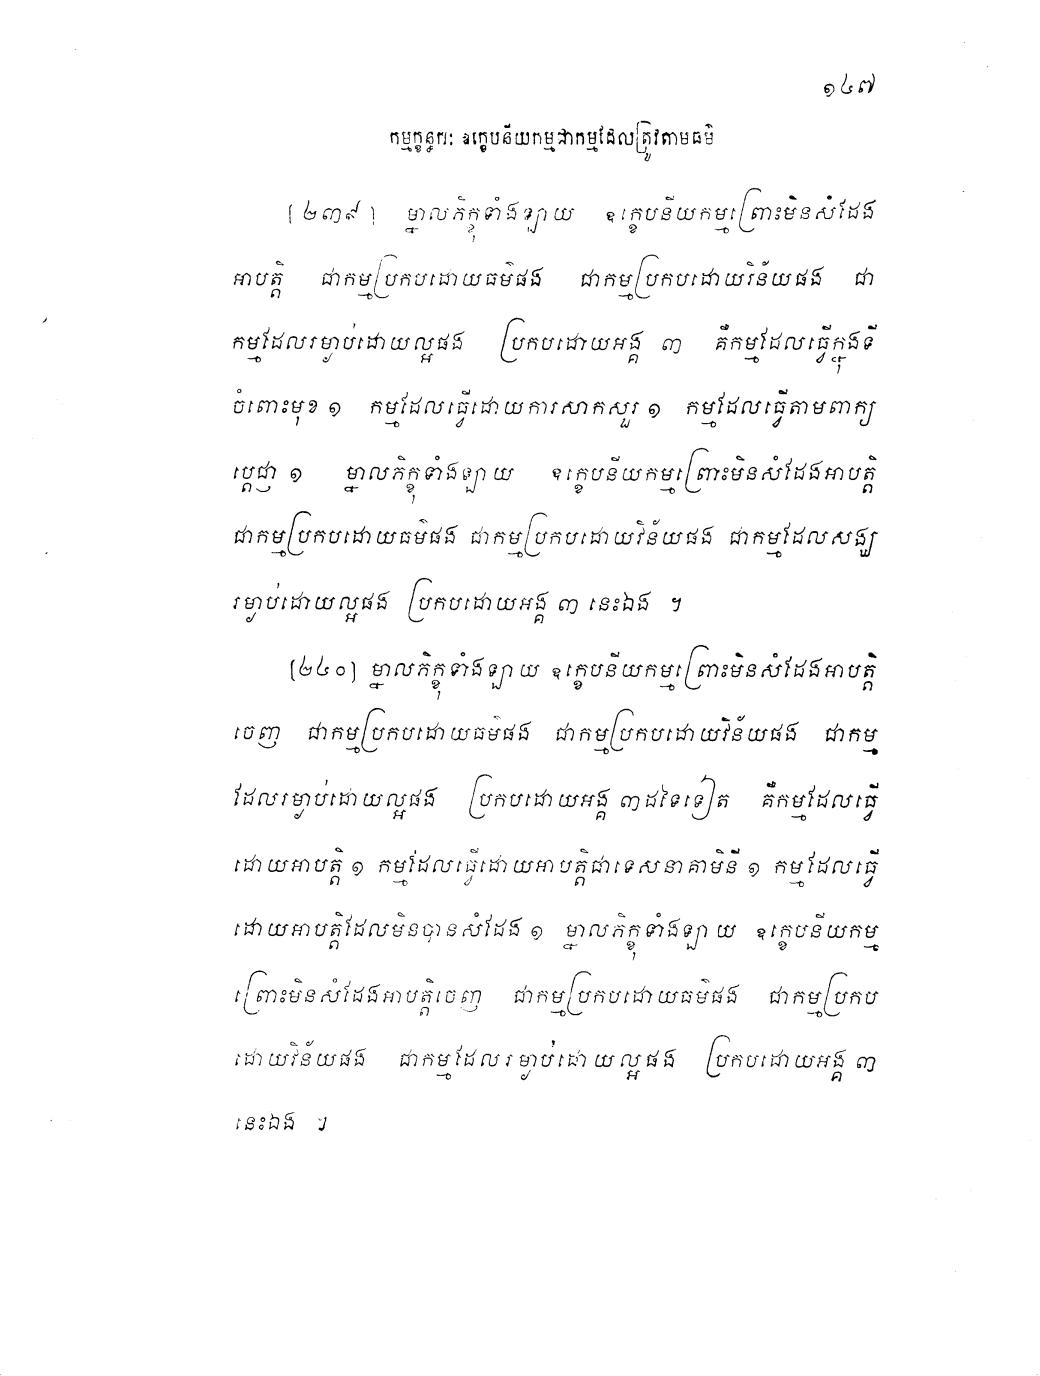 ១៤៧
កម្មក្ខន្ធកៈ ឧក្ខេបនីយកម្មជាកម្មដែលត្រូវតាមធម៌
[២៣៩] ម្នាលភិក្ខុទាំងឡាយ ឧក្ខេបនីយកម្មព្រោះមិនសំដែង
អាបត្តិ ជាកម្មប្រកបដោយធម៌ផង ជាកម្មប្រកបដោយវិន័យផង ជា
កម្មដែលរម្ងាប់ដោយល្អផង ប្រកបដោយអង្គ ៣ គឺកម្មដែលធ្វើក្នុងទី
ចំពោះមុខ ១ កម្មដែលធ្វើដោយការសាកសួរ ១ កម្មដែលធ្វើតាមពាក្យ
ប្តេជ្ញា ១ ម្នាលភិក្ខុទាំងឡាយ ឧក្ខេបនីយកម្មព្រោះមិនសំដែងអាបត្តិ
ជាកម្មប្រកបដោយធម៌ផង ជាកម្មប្រកបដោយវិន័យផង ជាកម្មដែលសង្ឃ
រម្ងាប់ដោយល្អផង ប្រកបដោយអង្គ ៣ នេះឯង ។
[២៤០] ម្នាលភិក្ខុទាំងឡាយ ឧក្ខេបនីយកម្មព្រោះមិនសំដែងអាបត្តិ
ចេញ ជាកម្មប្រកបដោយធម៌ផង ជាកម្មប្រកបដោយវិន័យផង ជាកម្ម
ដែលរម្ងាប់ដោយល្អផង ប្រកបដោយអង្គ ៣ដទៃទៀត គឺកម្មដែលធ្វើ
ដោយអាបត្តិ ១ កម្មដែលធ្វើដោយអាបត្តិជាទេសនាគាមិនី ១ កម្មដែលធ្វើ
ដោយអាបត្តិដែលមិនបានសំដែង ១ ម្នាលភិក្ខុទាំងឡាយ ឧក្ខេបនីយកម្ម
ព្រោះមិនសំដែងអាបត្តិចេញ ជាកម្មប្រកបដោយធម៌ផង ជាកម្មប្រកប
ដោយវិន័យផង ជាកម្មដែលរម្ងាប់ដោយល្អផង ប្រកបដោយអង្គ ៣
នេះឯង ។